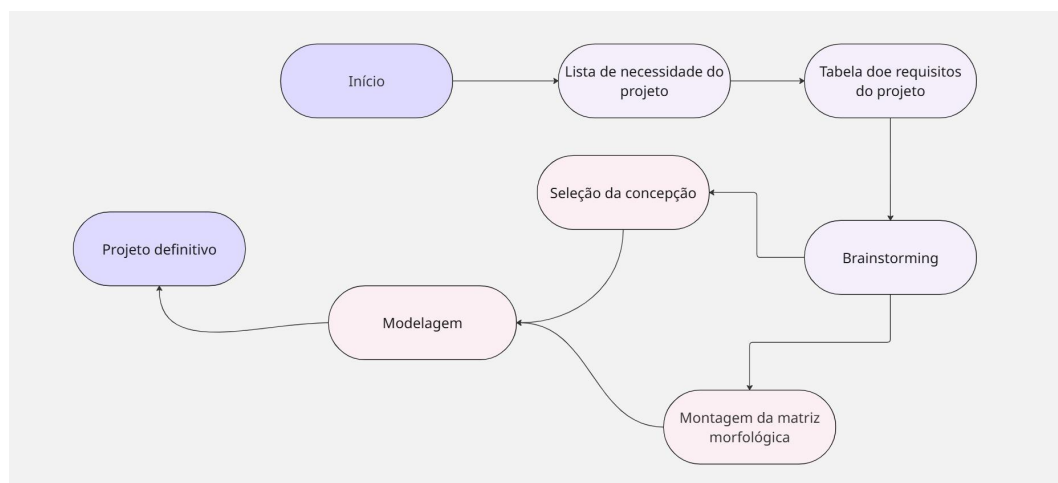 Início
Lista de necessidade do
projeto
Tabela doe requisitos
do projeto
Seleção da concepção
Projeto definitivo
Brainstorming
Modelagem
Montagem da matriz
morfológica